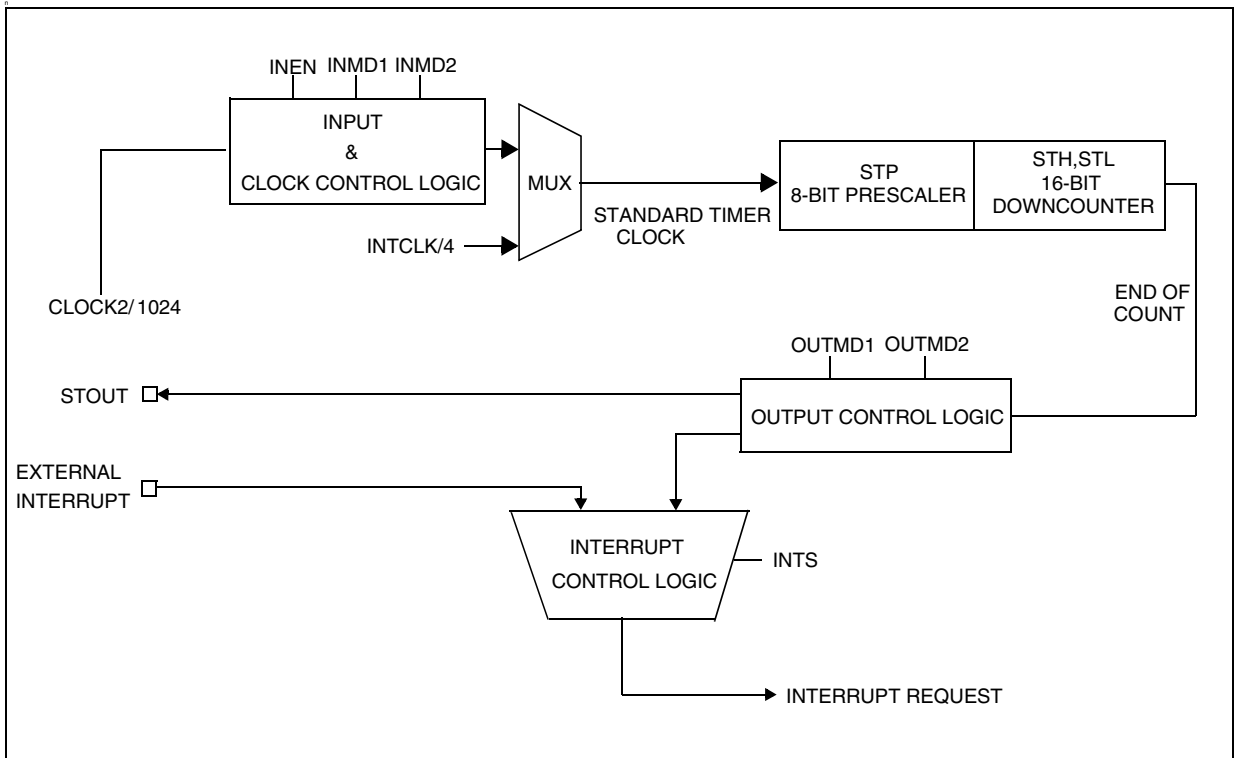 n
INEN INMD1 INMD2
INPUT
&
CLOCK CONTROL LOGIC
MUX
INTCLK/4
STANDARD TIMER
CLOCK
STP
8-BIT PRESCALER
STH,STL
16-BIT
DOWNCOUNTER
CLOCK2/1024
END OF
COUNT
OUTMD1 OUTMD2
OUTPUT CONTROL LOGIC
STOUT
EXTERNAL
INTERRUPT
INTERRUPT
CONTROL LOGIC
INTS
INTERRUPT REQUEST